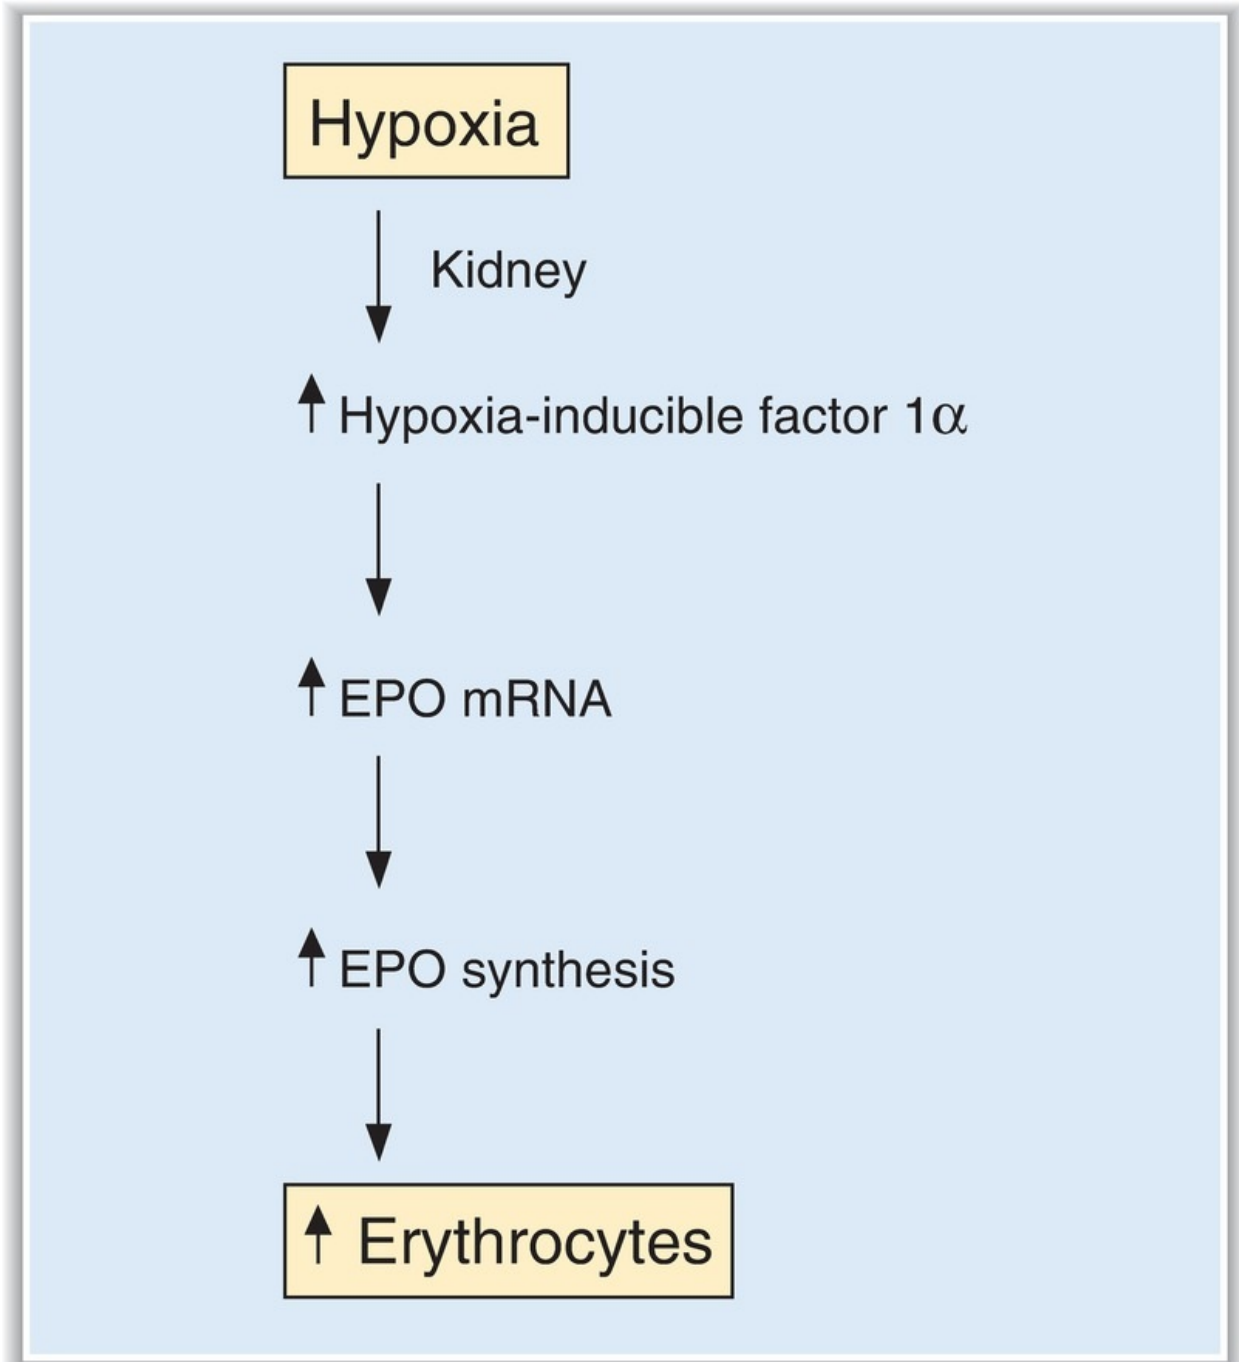 Hypoxia
Kidney
↑ Hypoxia-inducible factor 1α
↑ EPO mRNA
↑ EPO synthesis
↑ Erythrocytes